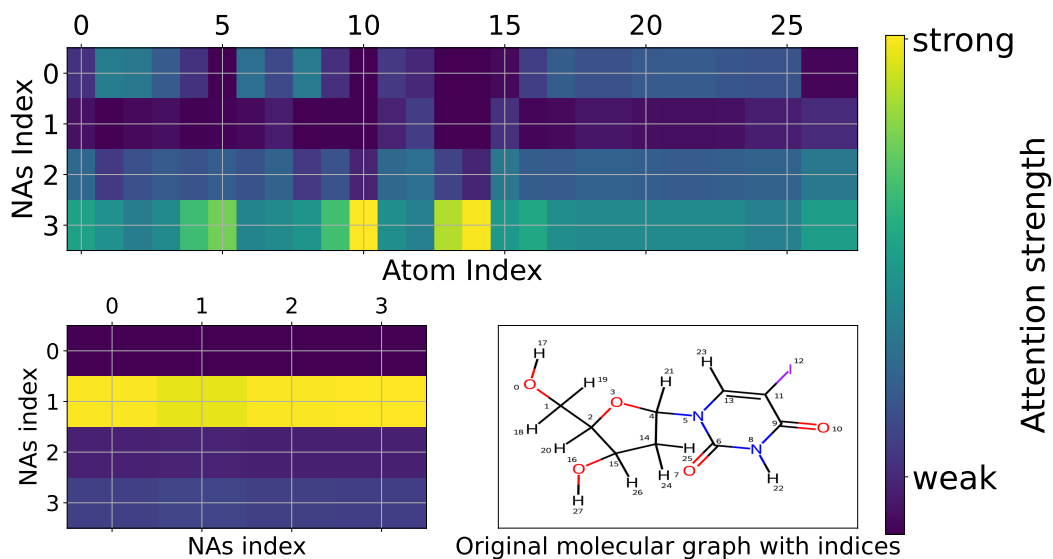 0 5 10 15 20 25
0
1
2
3
NAs Index
Atom Index
strong
weak
Attention strength
0 1 2 3
0
1
2
3
NAs index
NAs index
17
H
0 O
19
H
3
O
21
H
23
H
I 12
1
2
4
N
5
13
11
18 H
H
20
14
H
25
6
8
N
9
O 10
16
O
15
O
7
H
24
H
22
H
26
H
27
Original molecular graph with indices